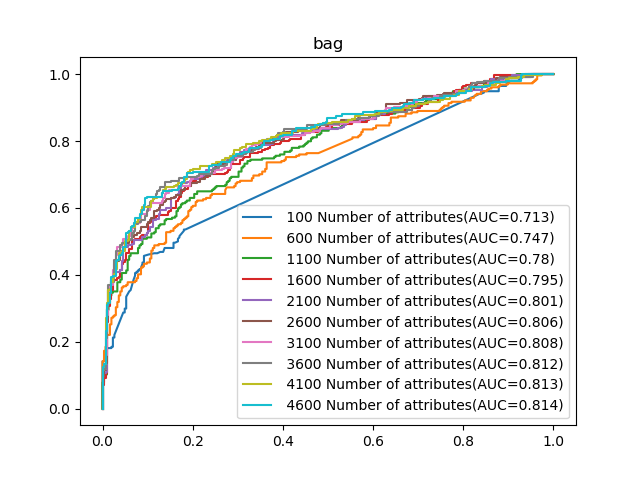 bag
1.0
0.8
0.6
0.4
0.2
0.0
100 Number of attributes(AUC=0.713)
600 Number of attributes(AUC=0.747)
1100 Number of attributes(AUC=0.78)
1600 Number of attributes(AUC=0.795)
2100 Number of attributes(AUC=0.801)
2600 Number of attributes(AUC=0.806)
3100 Number of attributes(AUC=0.808)
3600 Number of attributes(AUC=0.812)
4100 Number of attributes(AUC=0.813)
4600 Number of attributes(AUC=0.814)
0.0 0.2 0.4 0.6 0.8 1.0